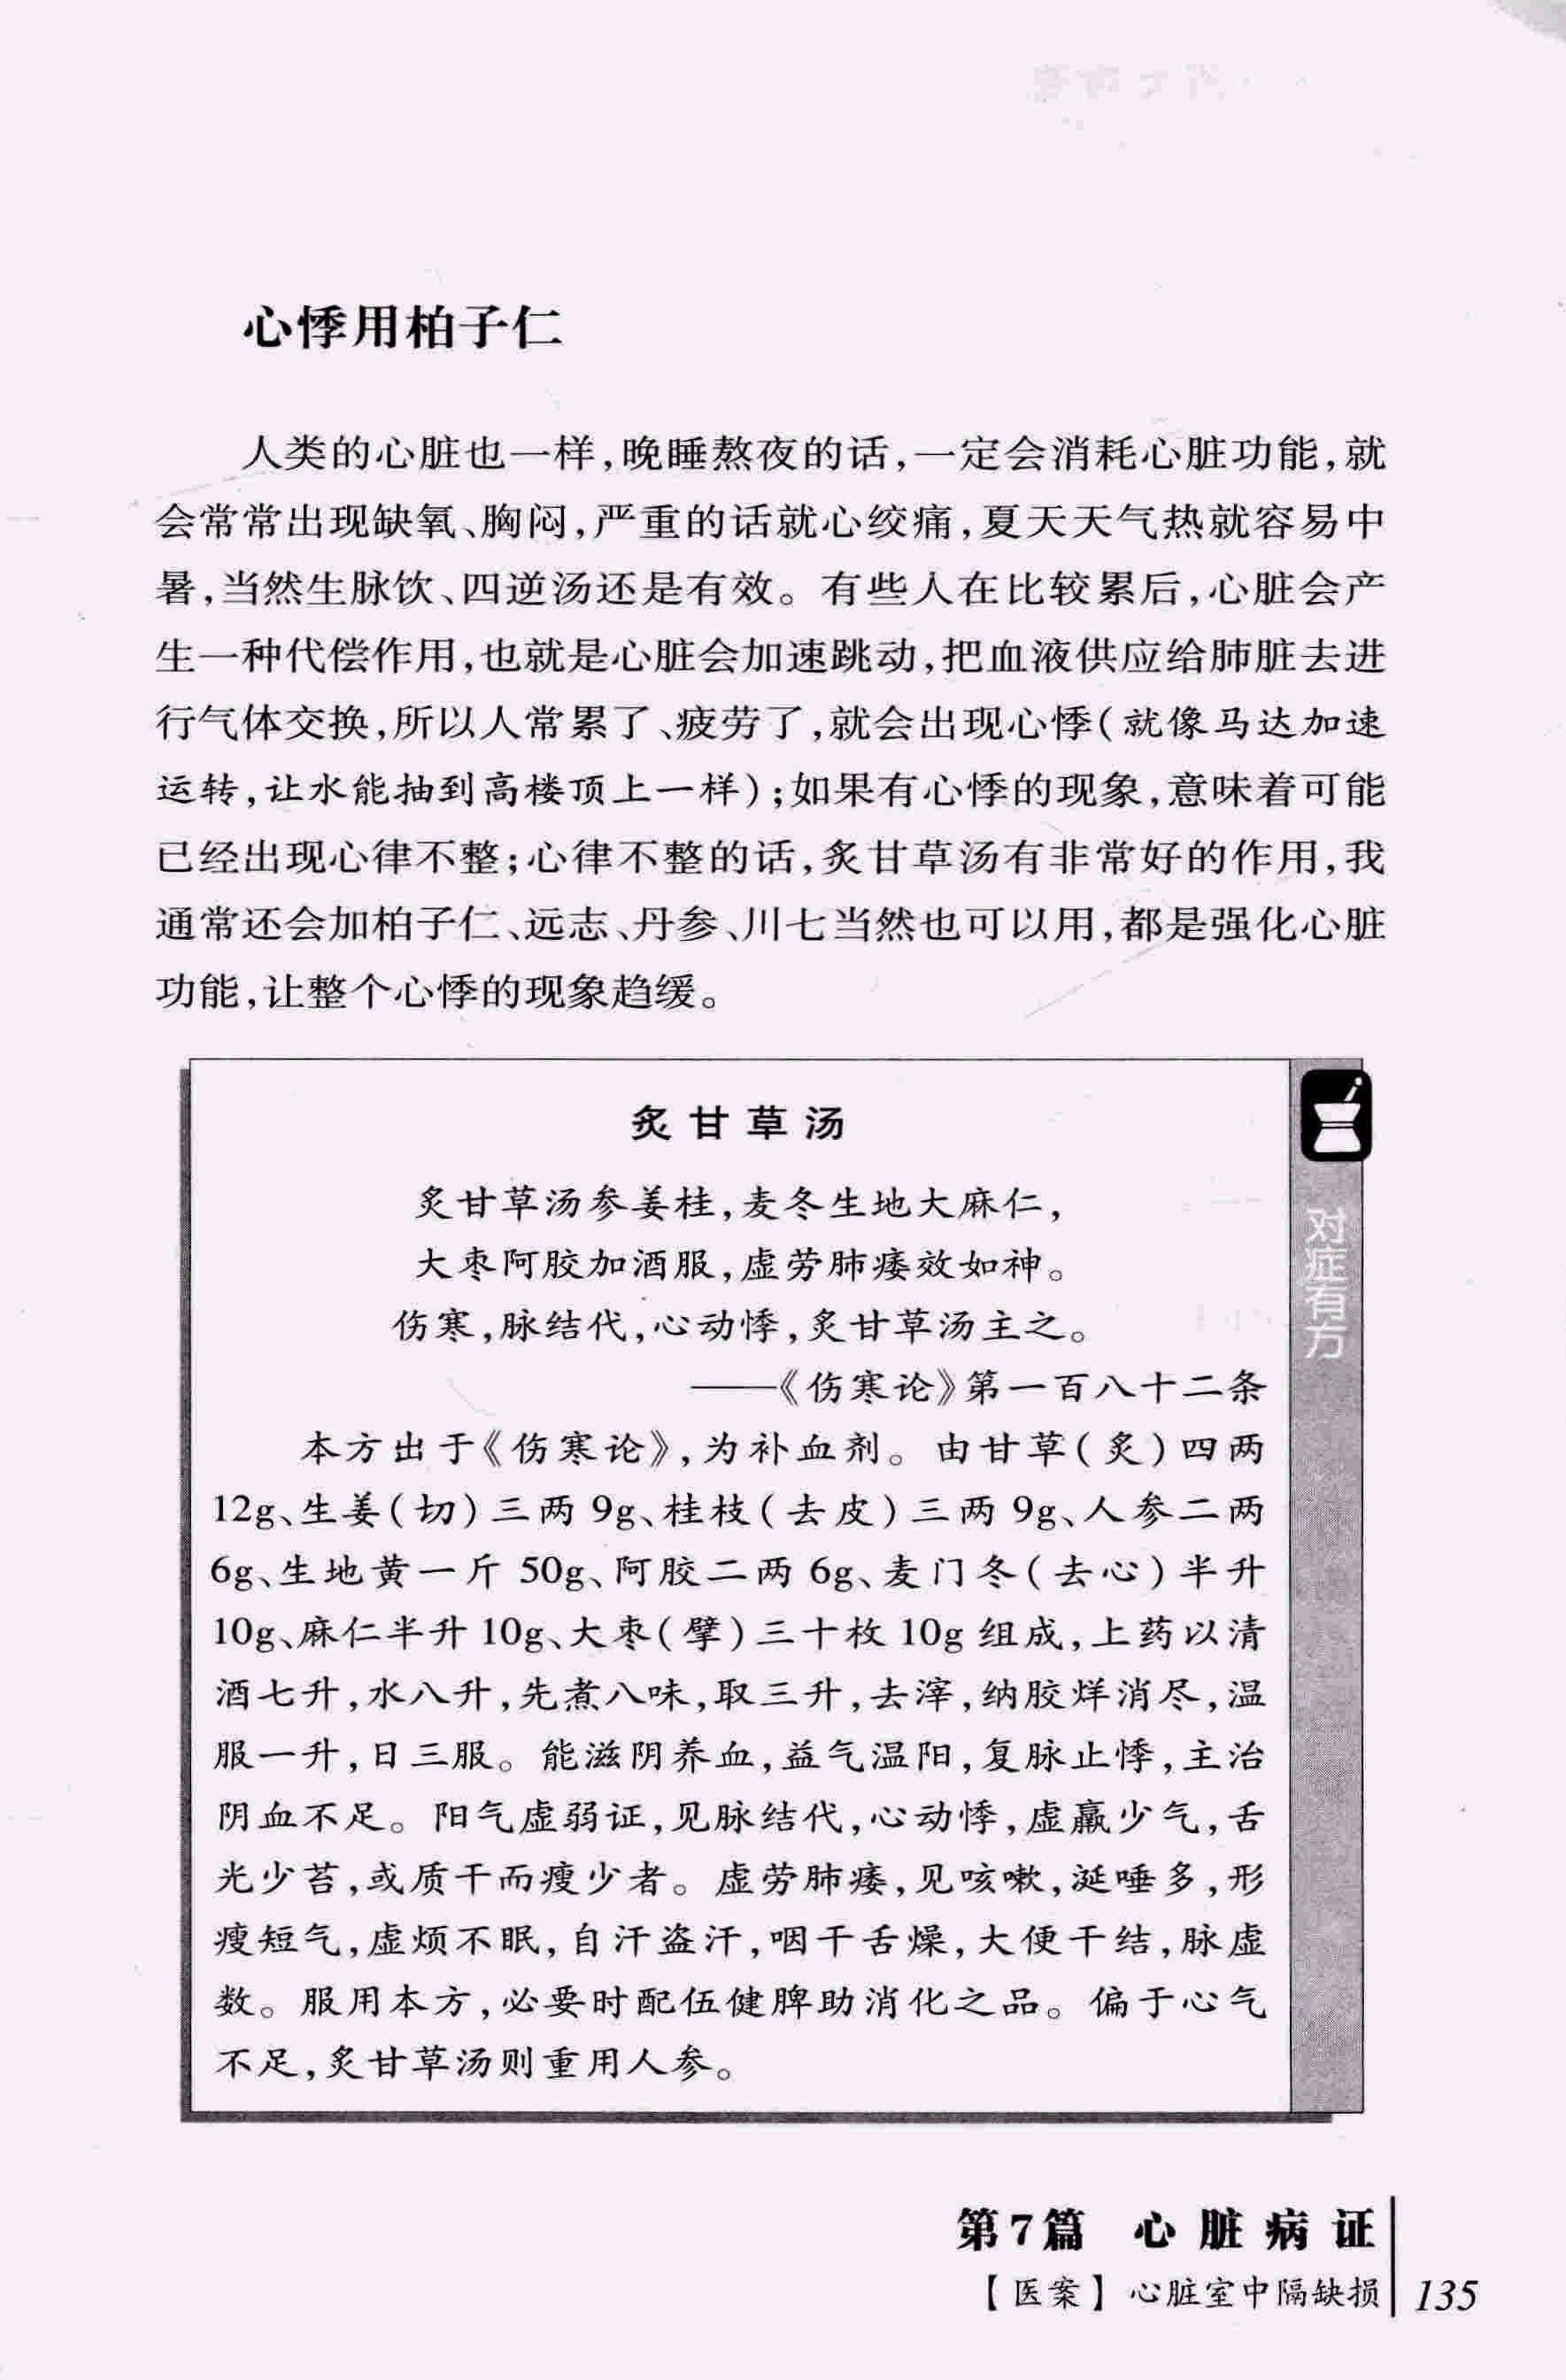 心悸用柏子仁
人类的心脏也一样,晚睡熬夜的话,一定会消耗心脏功能,就
会常常出现缺氧、胸闷,严重的话就心绞痛,夏天天气热就容易中
暑,当然生脉饮、四逆汤还是有效。有些人在比较累后,心脏会产
生一种代偿作用,也就是心脏会加速跳动,把血液供应给肺脏去进
行气体交换,所以人常累了、疲劳了,就会出现心悸(就像马达加速
运转,让水能抽到高楼顶上一样);如果有心悸的现象,意味着可能
已经出现心律不整;心律不整的话,炙甘草汤有非常好的作用,我
通常还会加柏子仁、远志、丹参、川七当然也可以用,都是强化心脏
功能,让整个心悸的现象趋缓。
炙甘草汤
炙甘草汤参姜桂,麦冬生地大麻仁,
大枣阿胶加酒服,虚劳肺痿效如神。
伤寒,脉结代,心动悸,炙甘草汤主之。
——《伤寒论》第一百八十二条
本方出于《伤寒论》,为补血剂。由甘草(炙)四两
12g、生姜(切)三两 9g、桂枝(去皮)三两 9g、人参二两
6g、生地黄一斤 50g、阿胶二两 6g、麦门冬(去心)半升
10g、麻仁半升 10g、大枣(擘)三十枚 10g 组成,上药以清
酒七升,水八升,先煮八味,取三升,去滓,纳胶烊消尽,温
服一升,日三服。能滋阴养血,益气温阳,复脉止悸,主治
阴血不足。阳气虚弱证,见脉结代,心动悸,虚羸少气,舌
光少苔,或质干而瘦少者。虚劳肺痿,见咳嗽,涎唾多,形
瘦短气,虚烦不眠,自汗盗汗,咽干舌燥,大便干结,脉虚
数。服用本方,必要时配伍健脾助消化之品。偏于心气
不足,炙甘草汤则重用人参。
对症有方
第7篇 心脏病证
【医案】心脏室中隔缺损 135